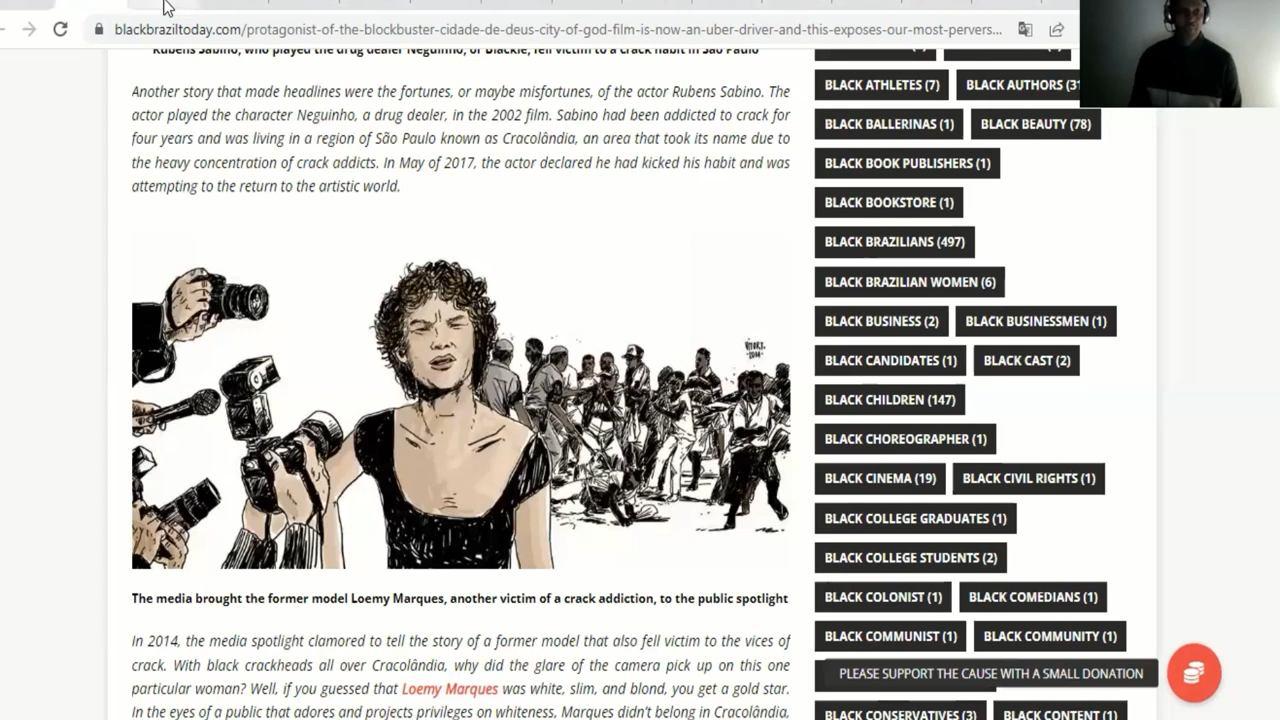 blackbraziltoday.com/protagonist-of-the-blockbuster-cidade-de-deus-city-of-god-film-is-now-an-uber-driver-and-this-exposes-our-most-pervers...
Rubens Sabino, who played the drug dealer Neguinho, or Blackie, fell victim to a crack habit in São Paulo
Another story that made headlines were the fortunes, or maybe misfortunes, of the actor Rubens Sabino. The
actor played the character Neguinho, a drug dealer, in the 2002 film. Sabino had been addicted to crack for
four years and was living in a region of São Paulo known as Cracolândia, an area that took its name due to
the heavy concentration of crack addicts. In May of 2017, the actor declared he had kicked his habit and was
attempting to the return to the artistic world.
VITORT.
-2014-
The media brought the former model Loemy Marques, another victim of a crack addiction, to the public spotlight
In 2014, the media spotlight clamored to tell the story of a former model that also fell victim to the vices of
crack. With black crackheads all over Cracolândia, why did the glare of the camera pick up on this one
particular woman? Well, if you guessed that Loemy Marques was white, slim, and blond, you get a gold star.
In the eyes of a public that adores and projects privileges on whiteness, Marques didn't belong in Cracolândia,
BLACK ATHLETES (7) BLACK AUTHORS (31
BLACK BALLERINAS (1) BLACK BEAUTY (78)
BLACK BOOK PUBLISHERS (1)
BLACK BOOKSTORE (1)
BLACK BRAZILIANS (497)
BLACK BRAZILIAN WOMEN (6)
BLACK BUSINESS (2) BLACK BUSINESSMEN (1)
BLACK CANDIDATES (1) BLACK CAST (2)
BLACK CHILDREN (147)
BLACK CHOREOGRAPHER (1)
BLACK CINEMA (19) BLACK CIVIL RIGHTS (1)
BLACK COLLEGE GRADUATES (1)
BLACK COLLEGE STUDENTS (2)
BLACK COLONIST (1) BLACK COMEDIANS (1)
BLACK COMMUNIST (1) BLACK COMMUNITY (1)
PLEASE SUPPORT THE CAUSE WITH A SMALL DONATION
BLACK CONSERVATIVES (3) BLACK CONTENT (1)